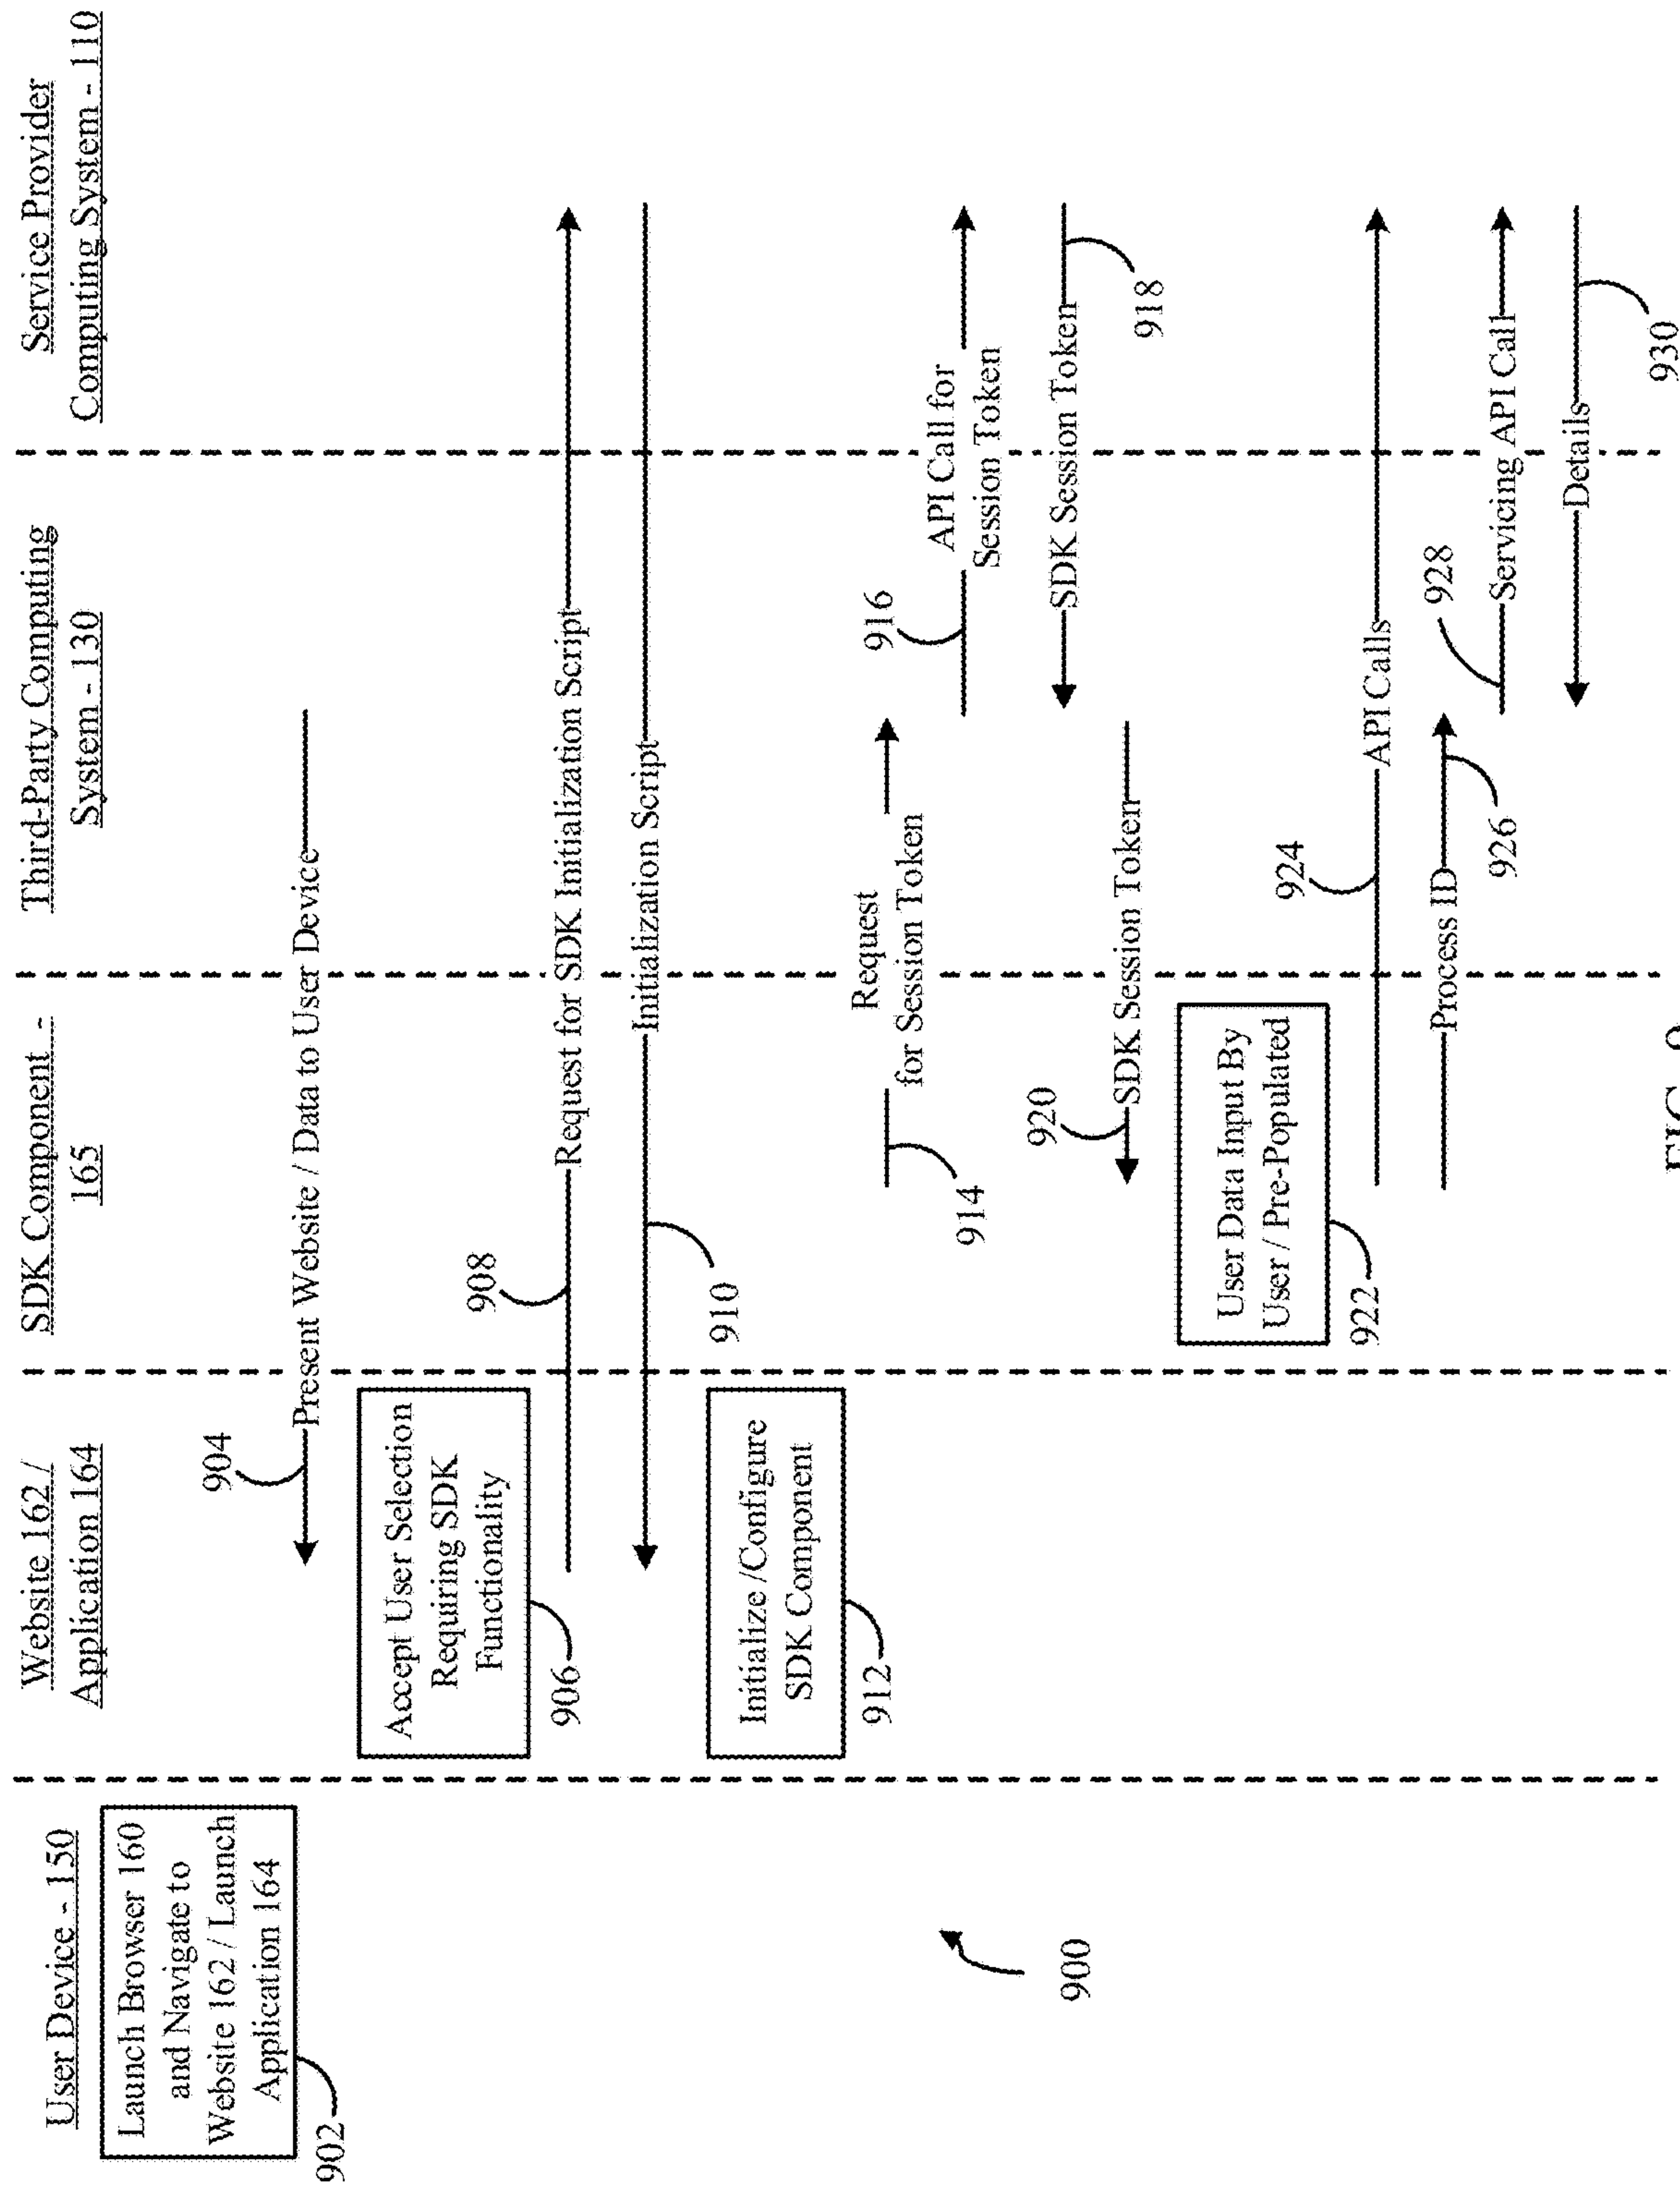 User Device - 150
Website 162 /
Application 164
SDK Component -
165
Third-Party Computing
System - 130
Service Provider
Computing System - 110
Launch Browser 160
and Navigate to
Website 162 / Launch
Application 164
902
904
Present Website / Data to User Device
Accept User Selection
Requiring SDK
Functionality
906
908
Request for SDK Initialization Script
Initialization Script
910
Initialize /Configure
SDK Component
912
Request
for Session Token
914
916
API Call for
Session Token
SDK Session Token
918
920
SDK Session Token
User Data Input By
User / Pre-Populated
922
924
API Calls
Process ID
926
928
Servicing API Call
Details
930
900